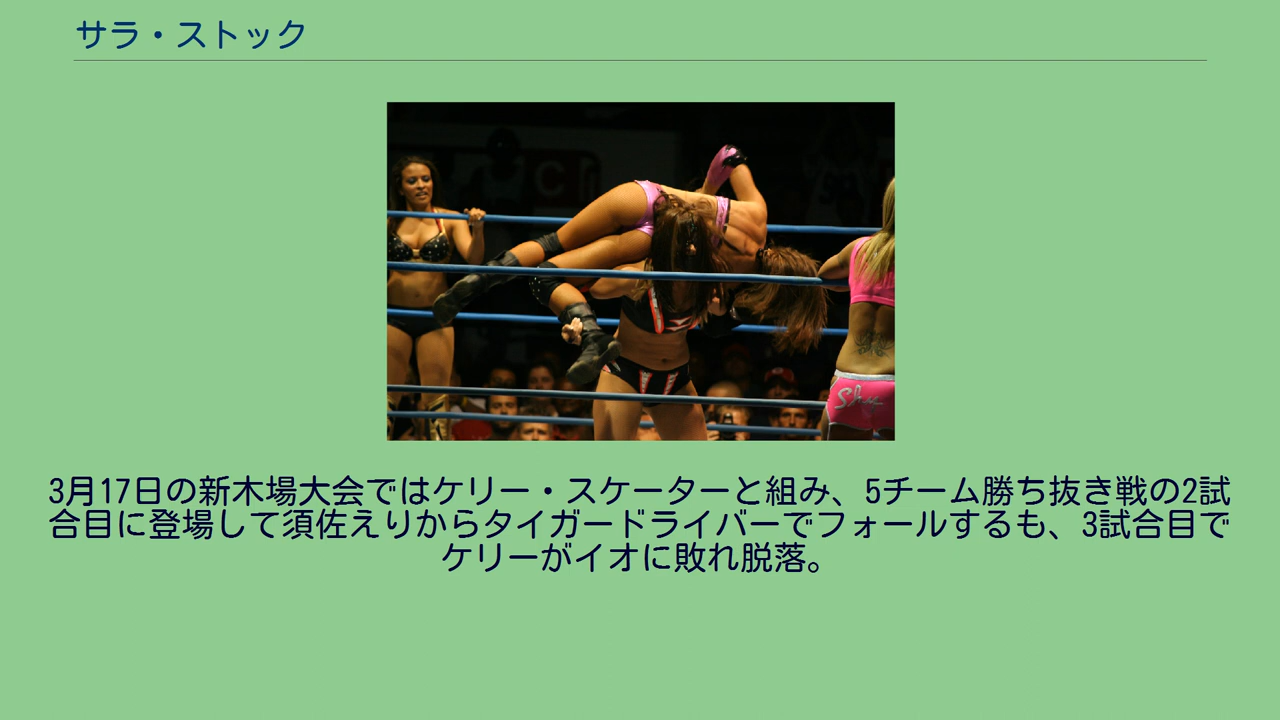 サラ・ストック
3月17日の新木場大会ではケリー・スケーターと組み、5チーム勝ち抜き戦の2試
合目に登場して須佐えりからタイガードライバーでフォールするも、3試合目で
ケリーがイオに敗れ脱落。